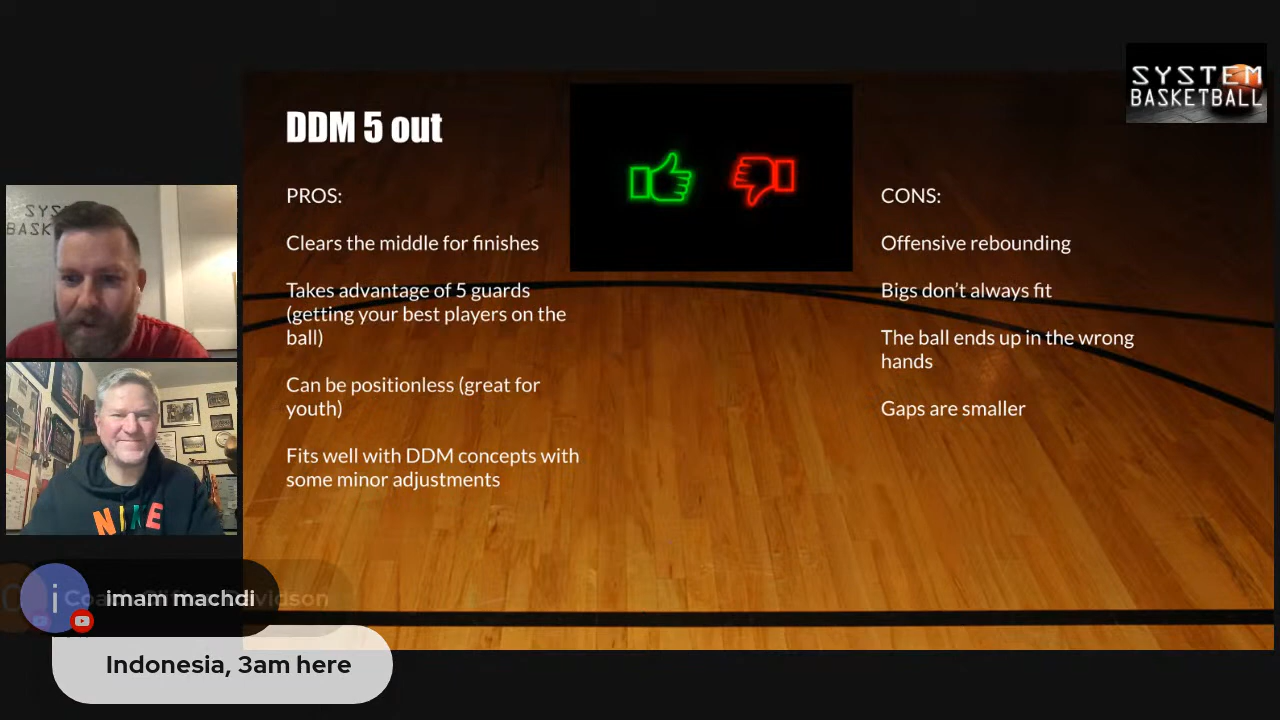 SYSTEM
BASKETBALL
DDM 5 out
PROS:
Clears the middle for finishes
Takes advantage of 5 guards
(getting your best players on the
ball)
Can be positionless (great for
youth)
Fits well with DDM concepts with
some minor adjustments
CONS:
Offensive rebounding
Bigs don’t always fit
The ball ends up in the wrong
hands
Gaps are smaller
SYS
BASK
NIKE
i
imam machdi
Indonesia, 3am here